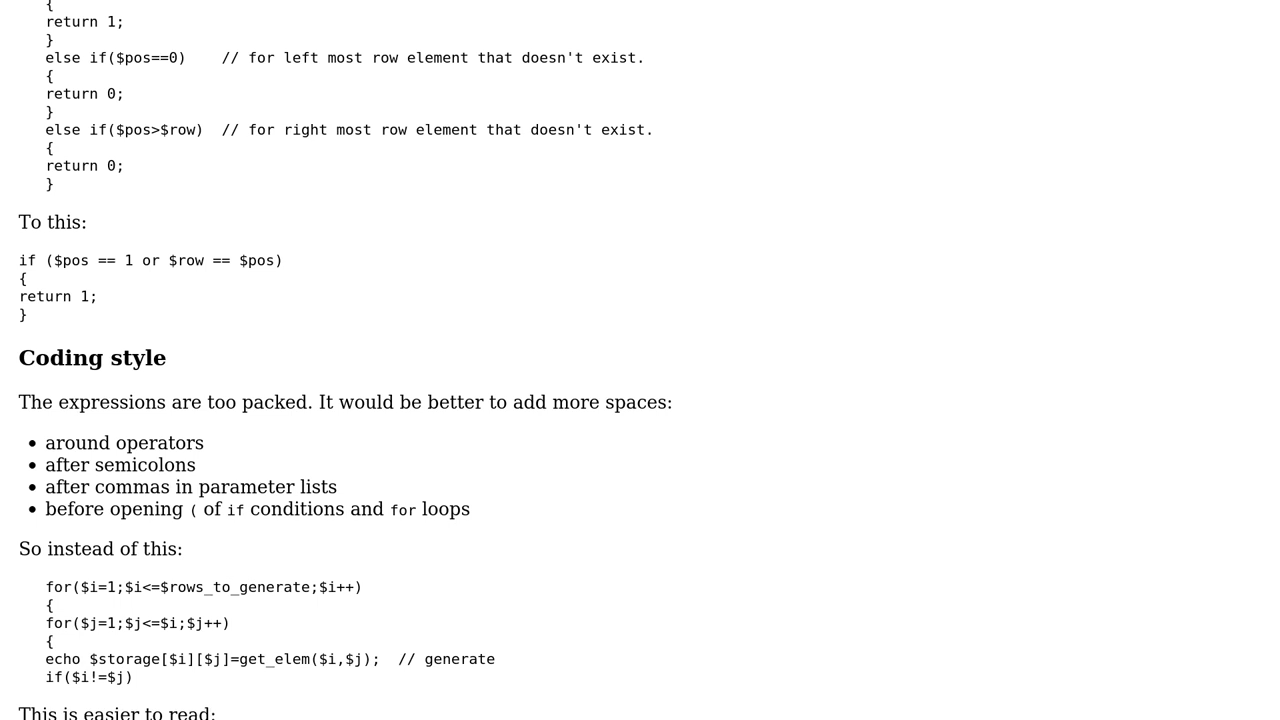 {
return 1;
}
else if($pos==0)    // for left most row element that doesn't exist.
{
return 0;
}
else if($pos>$row)  // for right most row element that doesn't exist.
{
return 0;
}
To this:
if ($pos == 1 or $row == $pos)
{
return 1;
}
Coding style
The expressions are too packed. It would be better to add more spaces:
• around operators
• after semicolons
• after commas in parameter lists
• before opening ( of if conditions and for loops
So instead of this:
for($i=1;$i<=$rows_to_generate;$i++)
{
for($j=1;$j<=$i;$j++)
{
echo $storage[$i][$j]=get_elem($i,$j);  // generate
if($i!=$j)
This is easier to read: